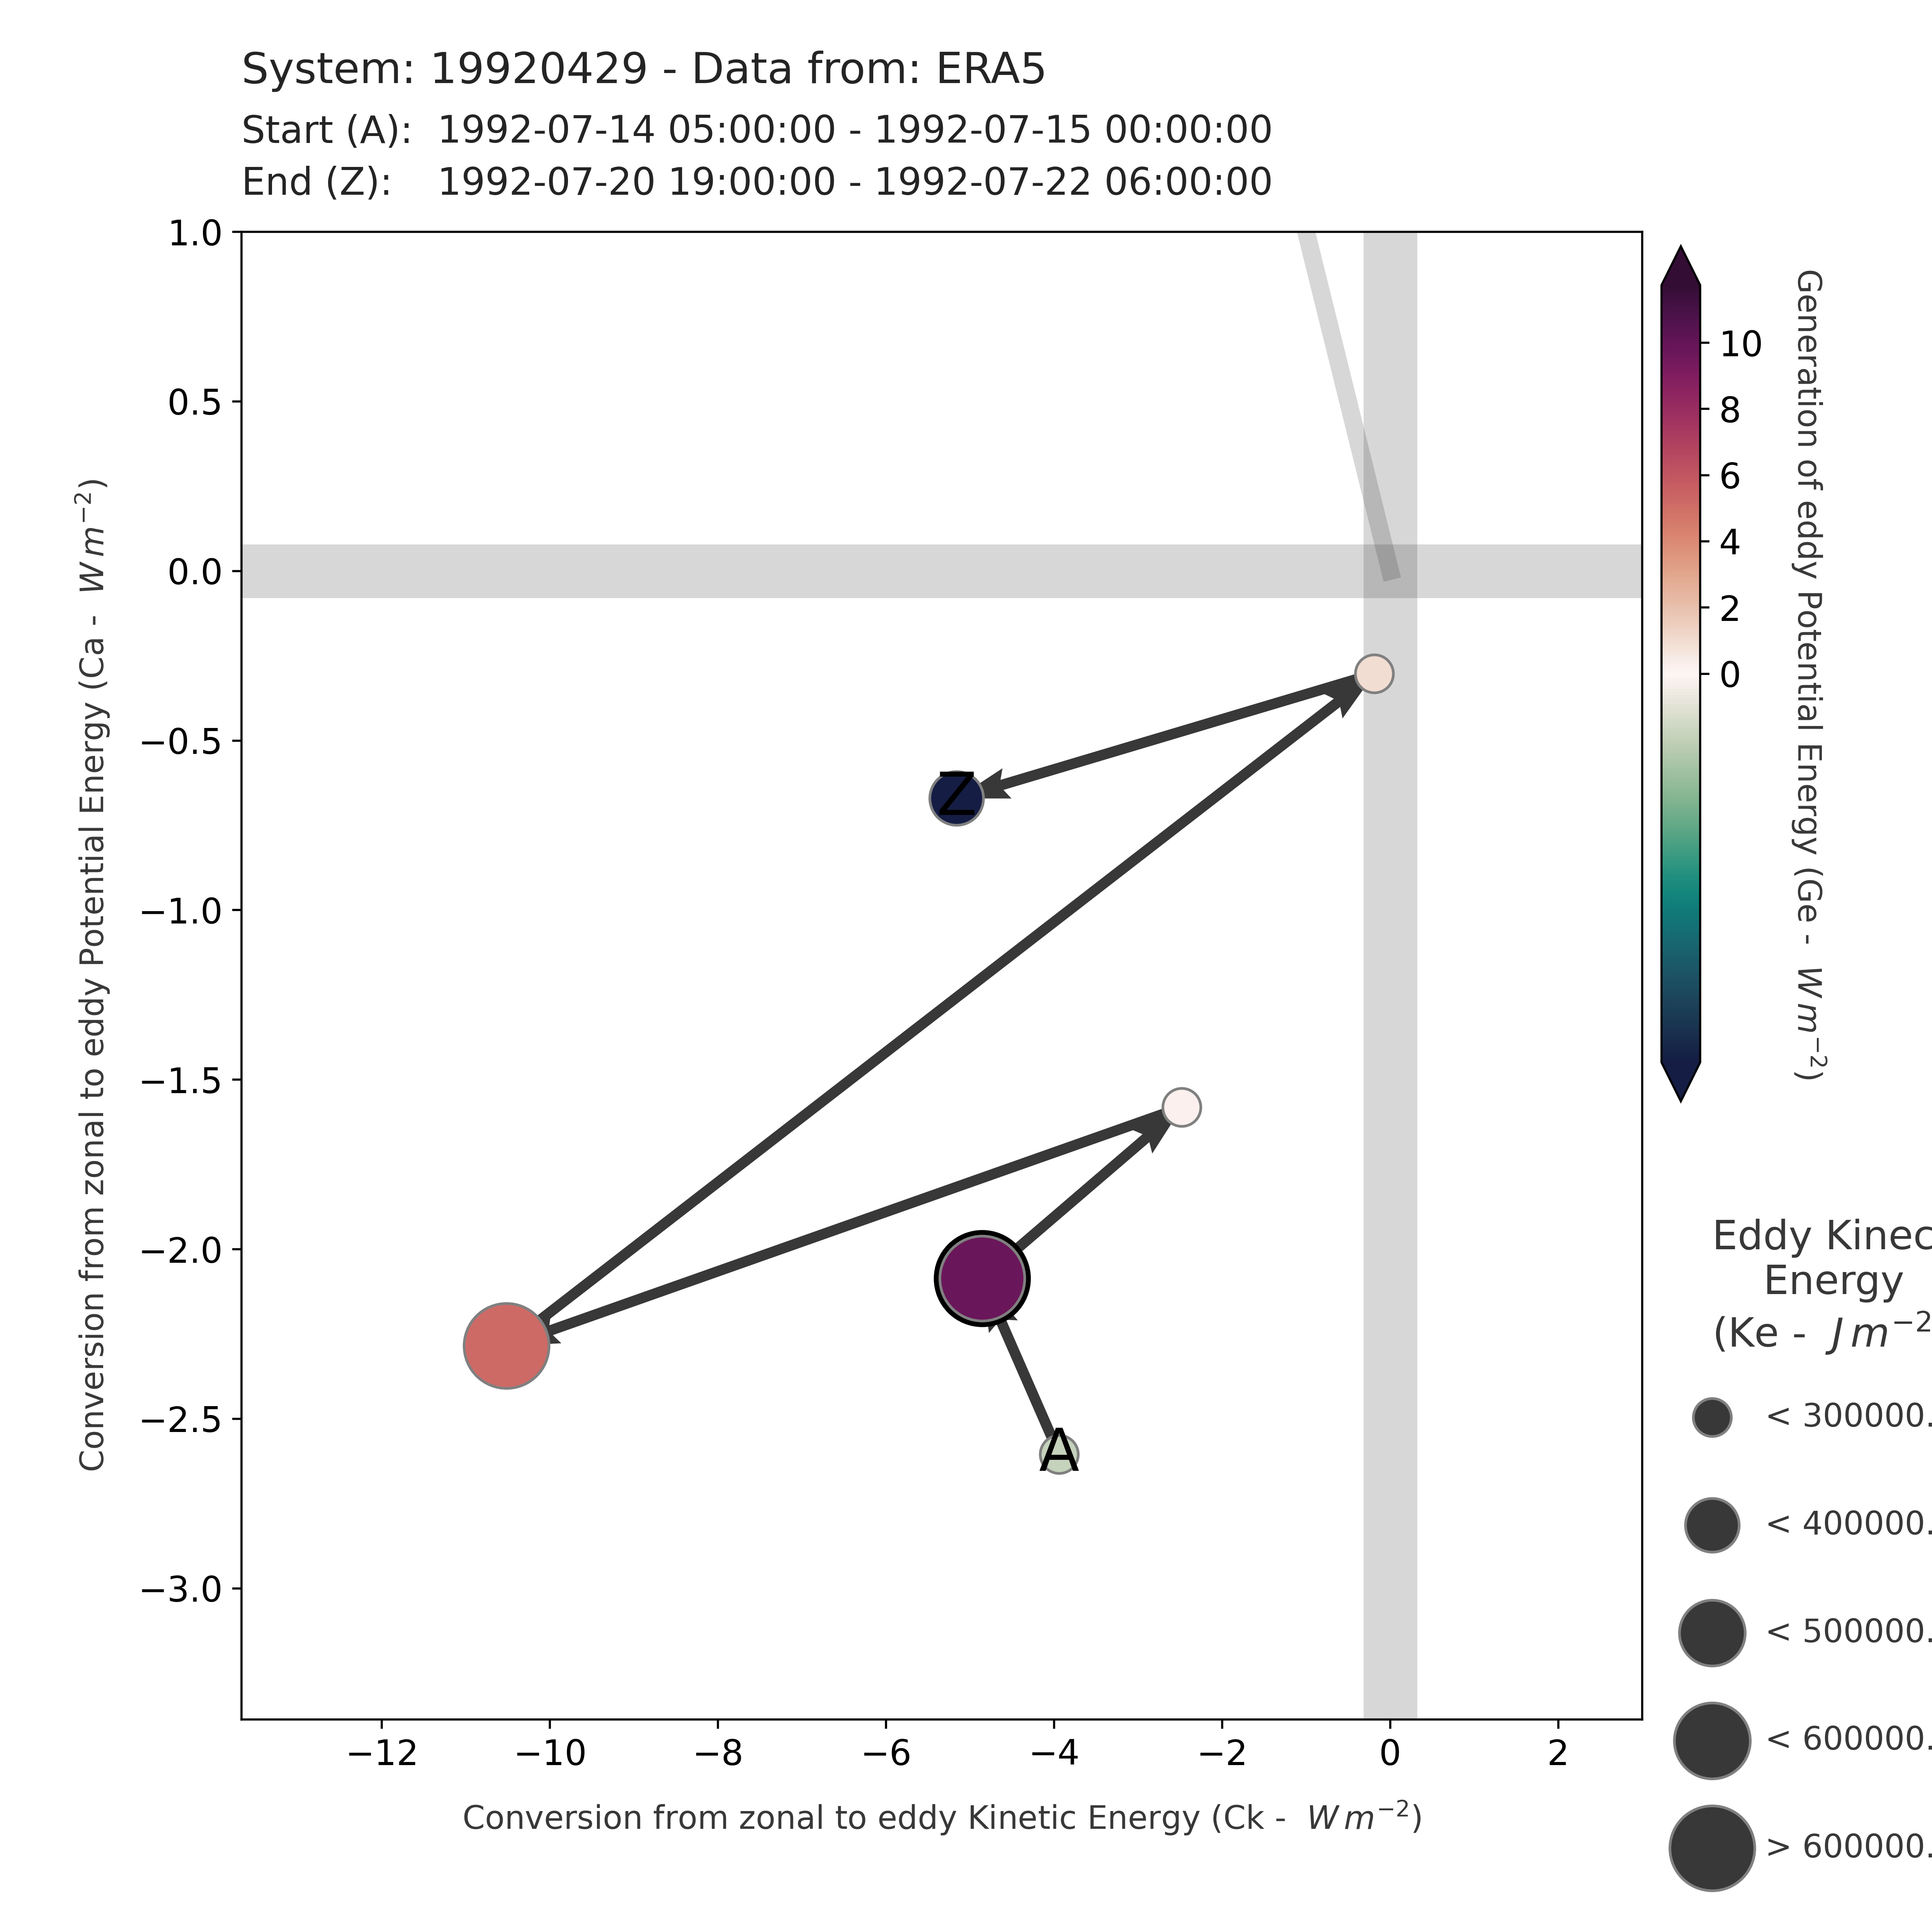 System: 19920429 - Data from: ERA5
Start (A): 1992-07-14 05:00:00 - 1992-07-15 00:00:00
End (Z): 1992-07-20 19:00:00 - 1992-07-22 06:00:00
1.0
0.5
0.0
−0.5
−1.0
−1.5
−2.0
−2.5
−3.0
Conversion from zonal to eddy Potential Energy (Ca - W m⁻²)
Z
A
−12
−10
−8
−6
−4
−2
0
2
Conversion from zonal to eddy Kinetic Energy (Ck - W m⁻²)
10
8
6
4
2
0
Generation of eddy Potential Energy (Ge - W m⁻²)
Eddy Kinec
Energy
(Ke - J m⁻²
< 300000.
< 400000.
< 500000.
< 600000.
> 600000.